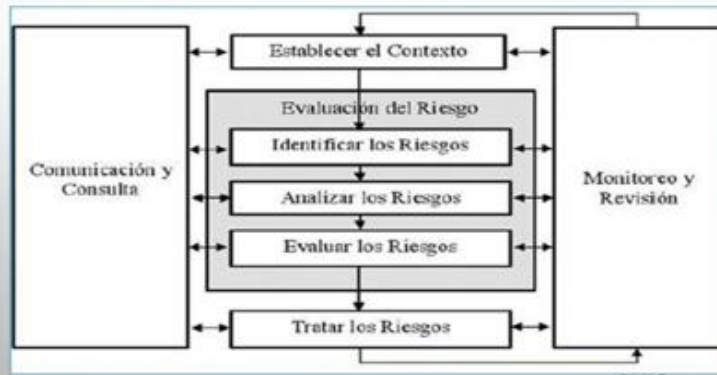 Establecer el Contexto
Evaluación del Riesgo
Identificar los Riesgos
Comunicación y
Consulta
Analizar los Riesgos
Monitoreo y
Revisión
Evaluar los Riesgos
Tratar los Riesgos